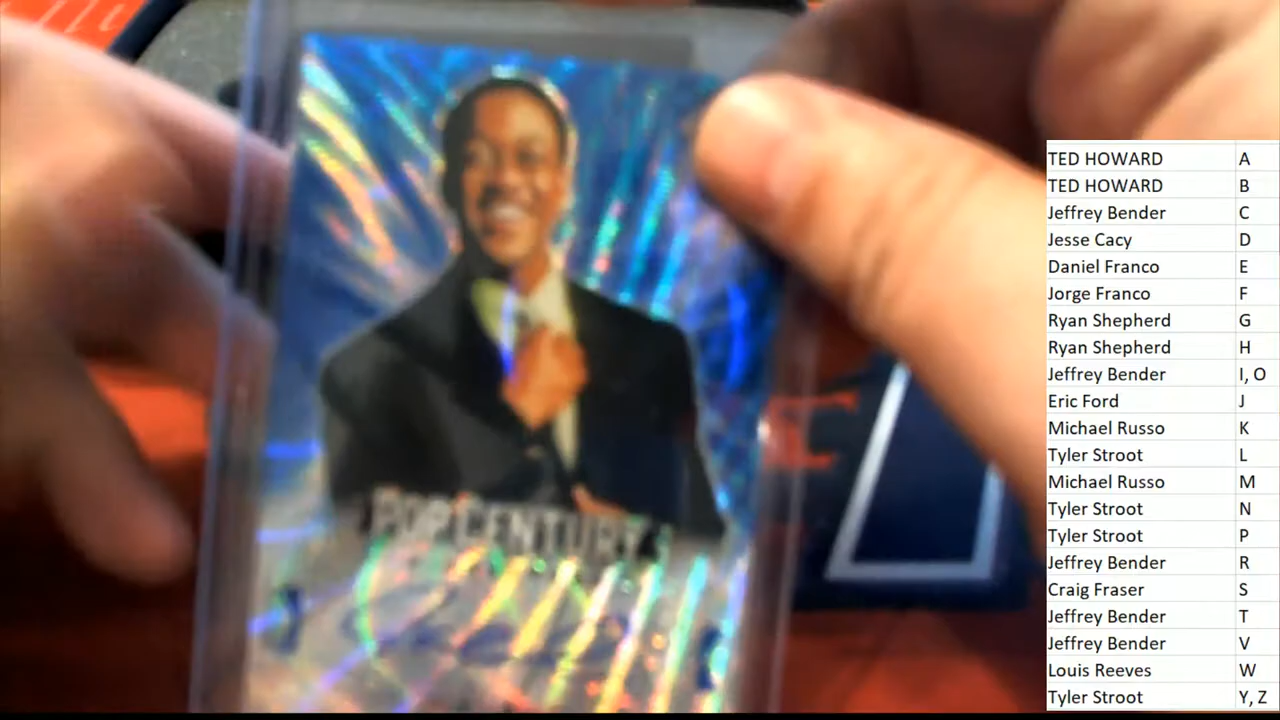 POP CENTURY
TED HOWARD A
TED HOWARD B
Jeffrey Bender C
Jesse Cacy D
Daniel Franco E
Jorge Franco F
Ryan Shepherd G
Ryan Shepherd H
Jeffrey Bender I, O
Eric Ford J
Michael Russo K
Tyler Stroot L
Michael Russo M
Tyler Stroot N
Tyler Stroot P
Jeffrey Bender R
Craig Fraser S
Jeffrey Bender T
Jeffrey Bender V
Louis Reeves W
Tyler Stroot Y, Z